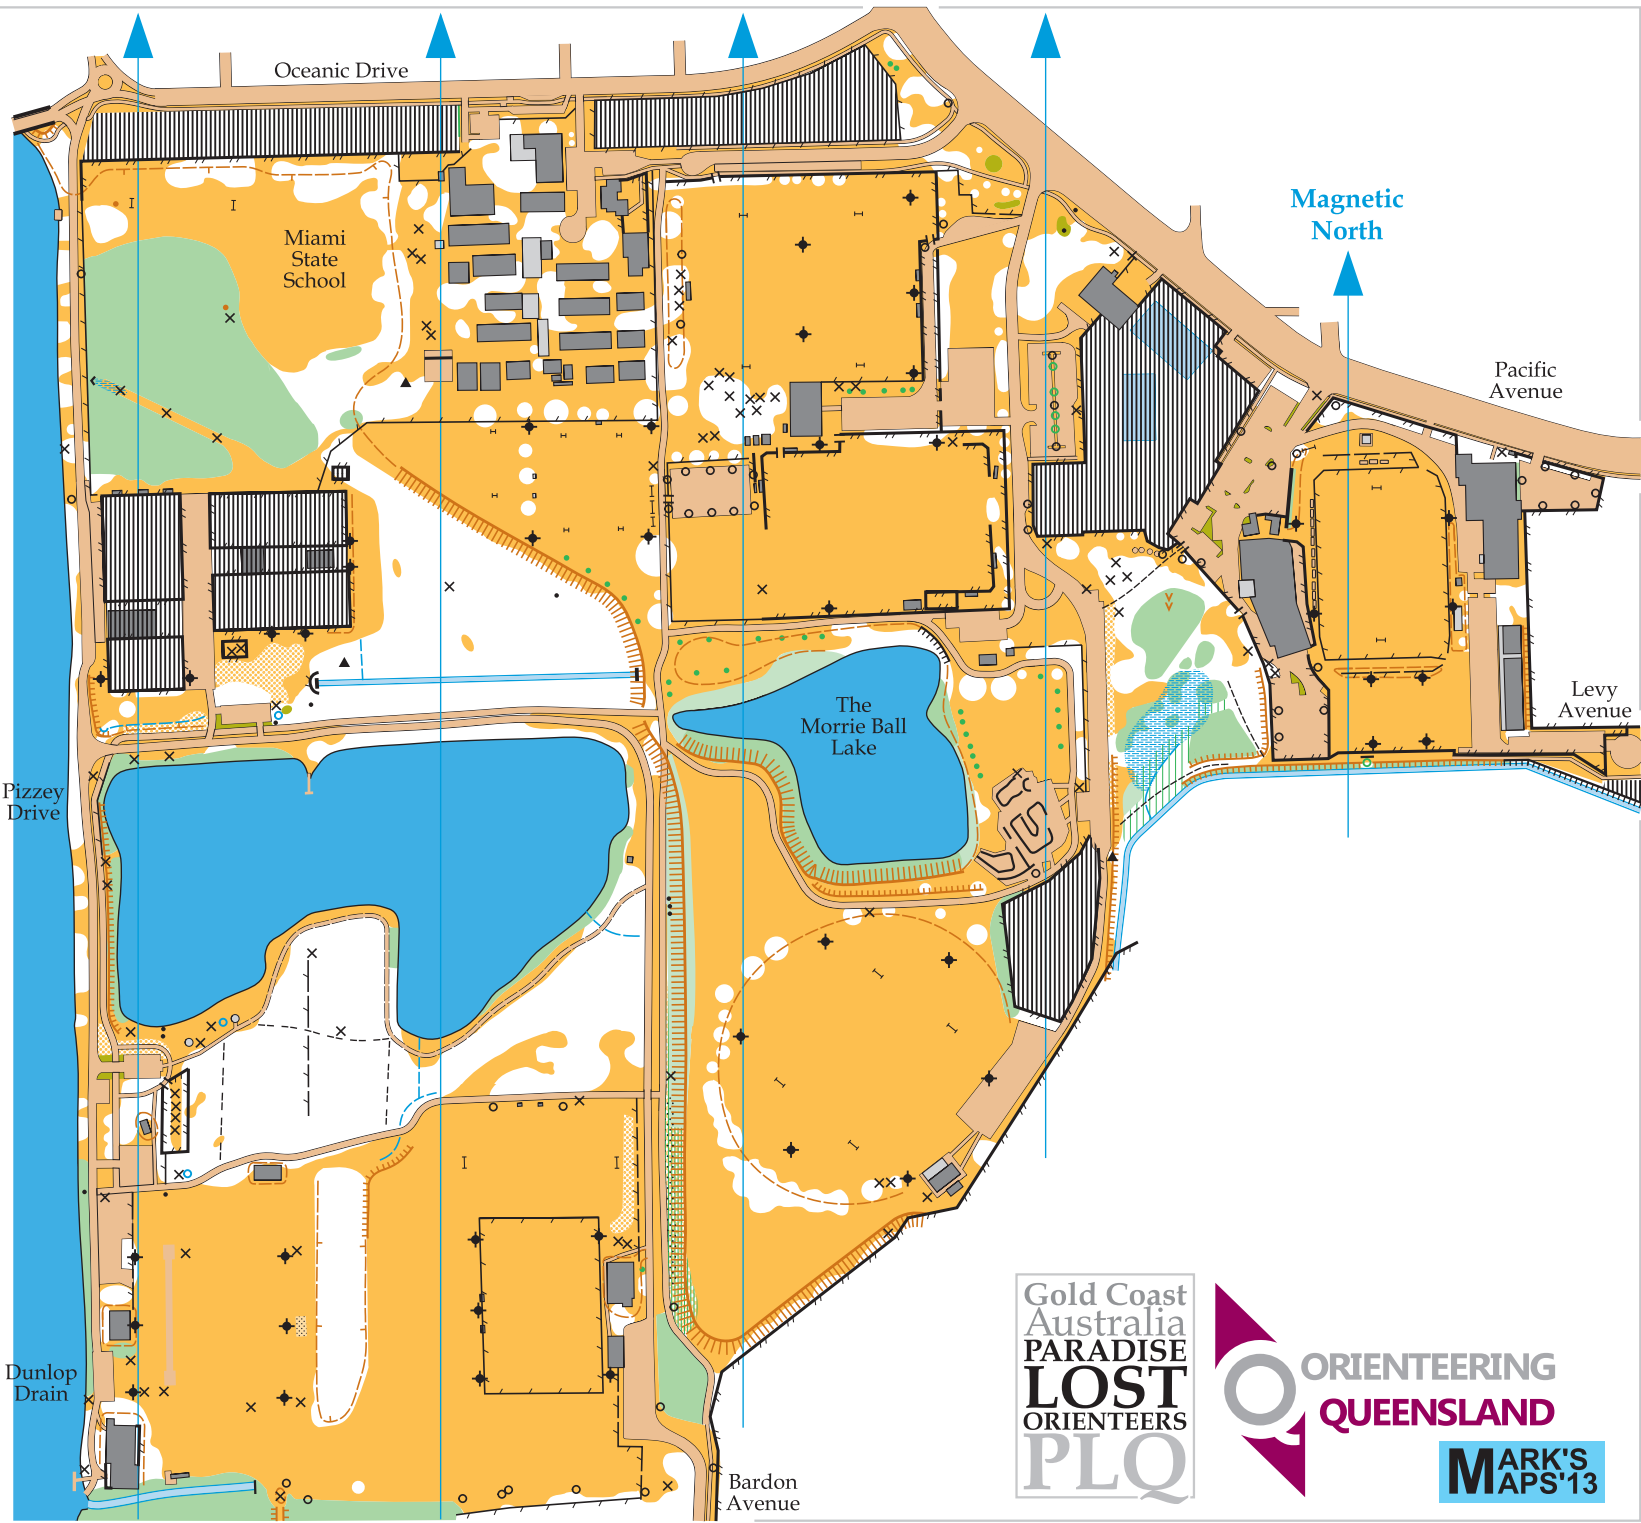 Oceanic Drive
Magnetic
North
Miami
State
School
Pacific
Avenue
Levy
Avenue
The
Morrie Ball
Lake
Pizzey
Drive
Dunlop
Drain
Bardon
Avenue
Gold Coast
Australia
PARADISE
LOST
ORIENTEERS
PLQ
ORIENTEERING
QUEENSLAND
MARK'S
MAPS'13